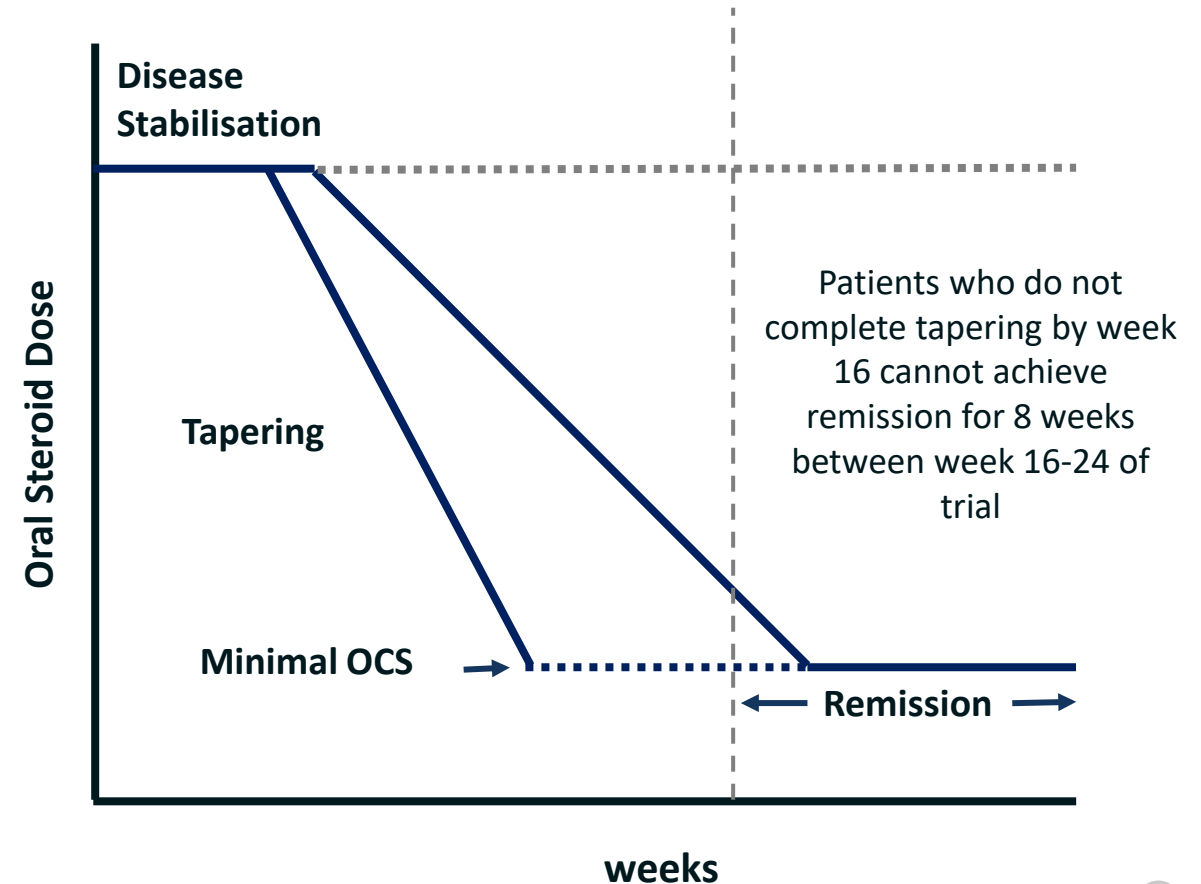 Disease
Stabilisation
Oral Steroid Dose
Patients who do not
complete tapering by week
16 cannot achieve
remission for 8 weeks
between week 16-24 of
trial
Tapering
Minimal OCS
Remission
weeks